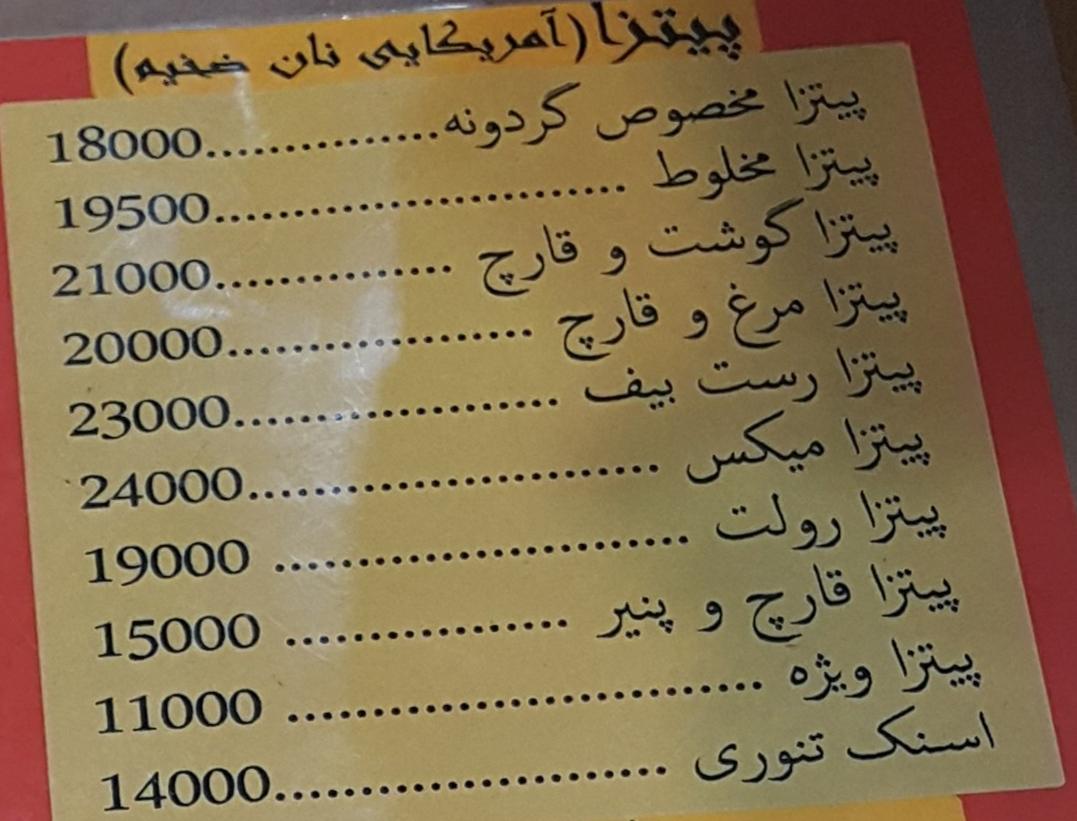 پیتزا (آمریکایی نان ضخیم)
پیتزا مخصوص گردونه...............18000
پیتزا مخلوط ..........................19500
پیتزا گوشت و قارچ ...............21000
پیتزا مرغ و قارچ ...................20000
پیتزا رست بیف ....................23000
پیتزا میکس .........................24000
پیتزا رولت ......................... 19000
پیتزا قارچ و پنیر ................. 15000
پیتزا ویژه ............................ 11000
اسنک تنوری ........................14000